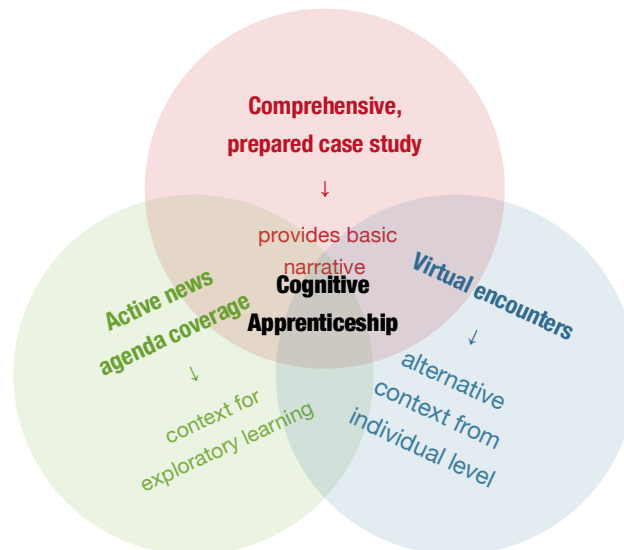 Comprehensive,
prepared case study
↓
provides basic
narrative
Cognitive
Apprenticeship
Active news
agenda coverage
↓
context for
exploratory learning
Virtual encounters
↓
alternative
context from
individual level